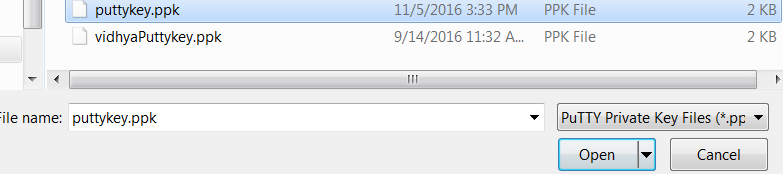 puttykey.ppk 11/5/2016 3:33 PM PPK File 2 KB
vidhyaPuttykey.ppk 9/14/2016 11:32 A... PPK File 2 KB
File name: puttykey.ppk PuTTY Private Key Files (*.pp
Open Cancel